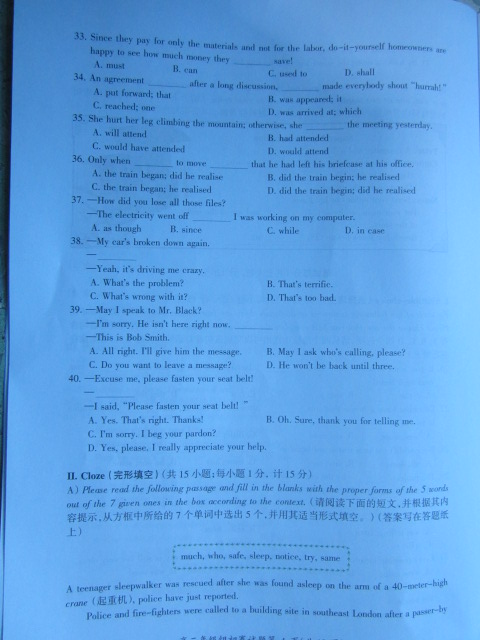 33. Since they pay for only the materials and not for the labor, do-it-yourself homeowners are
happy to see how much money they ________ save!
A. must B. can C. used to D. shall
34. An agreement ________ after a long discussion, ________ made everybody shout "hurrah!"
A. put forward; that B. was appeared; it
C. reached; one D. was arrived at; which
35. She hurt her leg climbing the mountain; otherwise, she ________ the meeting yesterday.
A. will attend B. had attended
C. would have attended D. would attend
36. Only when ________ to move ________ that he had left his briefcase at his office.
A. the train began; did he realise B. did the train begin; he realised
C. the train began; he realised D. did the train begin; did he realised
37. —How did you lose all those files?
—The electricity went off ________ I was working on my computer.
A. as though B. since C. while D. in case
38. —My car's broken down again.
— ________
—Yeah, it's driving me crazy.
A. What's the problem? B. That's terrific.
C. What's wrong with it? D. That's too bad.
39. —May I speak to Mr. Black?
—I'm sorry. He isn't here right now. ________
—This is Bob Smith.
A. All right. I'll give him the message. B. May I ask who's calling, please?
C. Do you want to leave a message? D. He won't be back until three.
40. —Excuse me, please fasten your seat belt!
— ________
—I said, "Please fasten your seat belt! "
A. Yes. That's right. Thanks! B. Oh. Sure, thank you for telling me.
C. I'm sorry. I beg your pardon?
D. Yes, please. I really appreciate your help.
II. Cloze (完形填空) (共 15 小题;每小题 1 分, 计 15 分)
A) Please read the following passage and fill in the blanks with the proper forms of the 5 words
out of the 7 given ones in the box according to the context. (请阅读下面的短文,并根据其内
容提示,从方框中所给的 7 个单词中选出 5 个,并用其适当形式填空。) (答案写在答题纸
上)
much, who, safe, sleep, notice, try, same
A teenager sleepwalker was rescued after she was found asleep on the arm of a 40-meter-high
crane (起重机), police have just reported.
Police and fire-fighters were called to a building site in southeast London after a passer-by